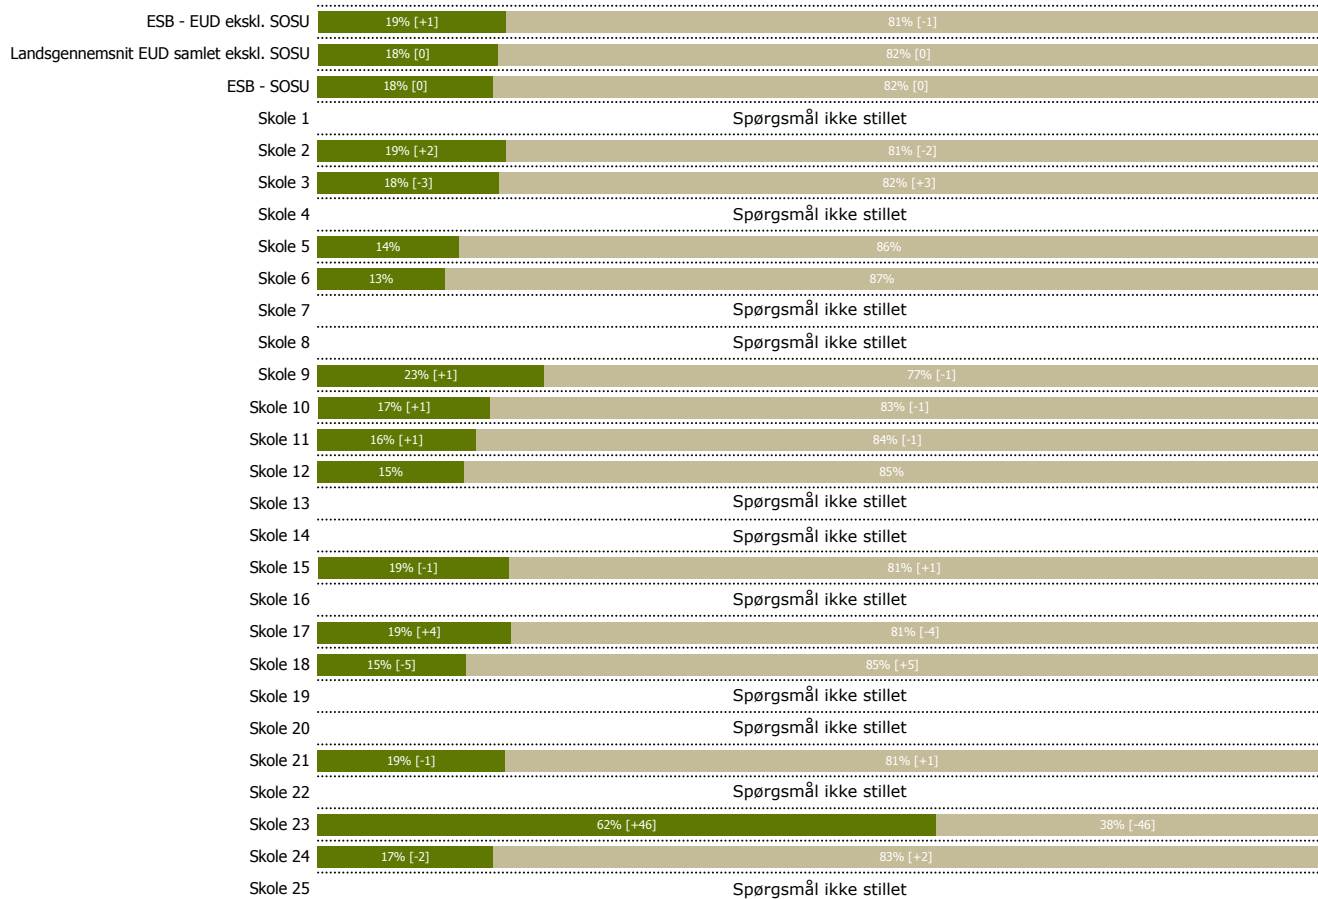 ESB - EUD ekskl. SOSU 19% [+1] 81% [-1]
Landsgennemsnit EUD samlet ekskl. SOSU 18% [0] 82% [0]
ESB - SOSU 18% [0] 82% [0]
Skole 1 Spørgsmål ikke stillet
Skole 2 19% [+2] 81% [-2]
Skole 3 18% [-3] 82% [+3]
Skole 4 Spørgsmål ikke stillet
Skole 5 14% 86%
Skole 6 13% 87%
Skole 7 Spørgsmål ikke stillet
Skole 8 Spørgsmål ikke stillet
Skole 9 23% [+1] 77% [-1]
Skole 10 17% [+1] 83% [-1]
Skole 11 16% [+1] 84% [-1]
Skole 12 15% 85%
Skole 13 Spørgsmål ikke stillet
Skole 14 Spørgsmål ikke stillet
Skole 15 19% [-1] 81% [+1]
Skole 16 Spørgsmål ikke stillet
Skole 17 19% [+4] 81% [-4]
Skole 18 15% [-5] 85% [+5]
Skole 19 Spørgsmål ikke stillet
Skole 20 Spørgsmål ikke stillet
Skole 21 19% [-1] 81% [+1]
Skole 22 Spørgsmål ikke stillet
Skole 23 62% [+46] 38% [-46]
Skole 24 17% [-2] 83% [+2]
Skole 25 Spørgsmål ikke stillet